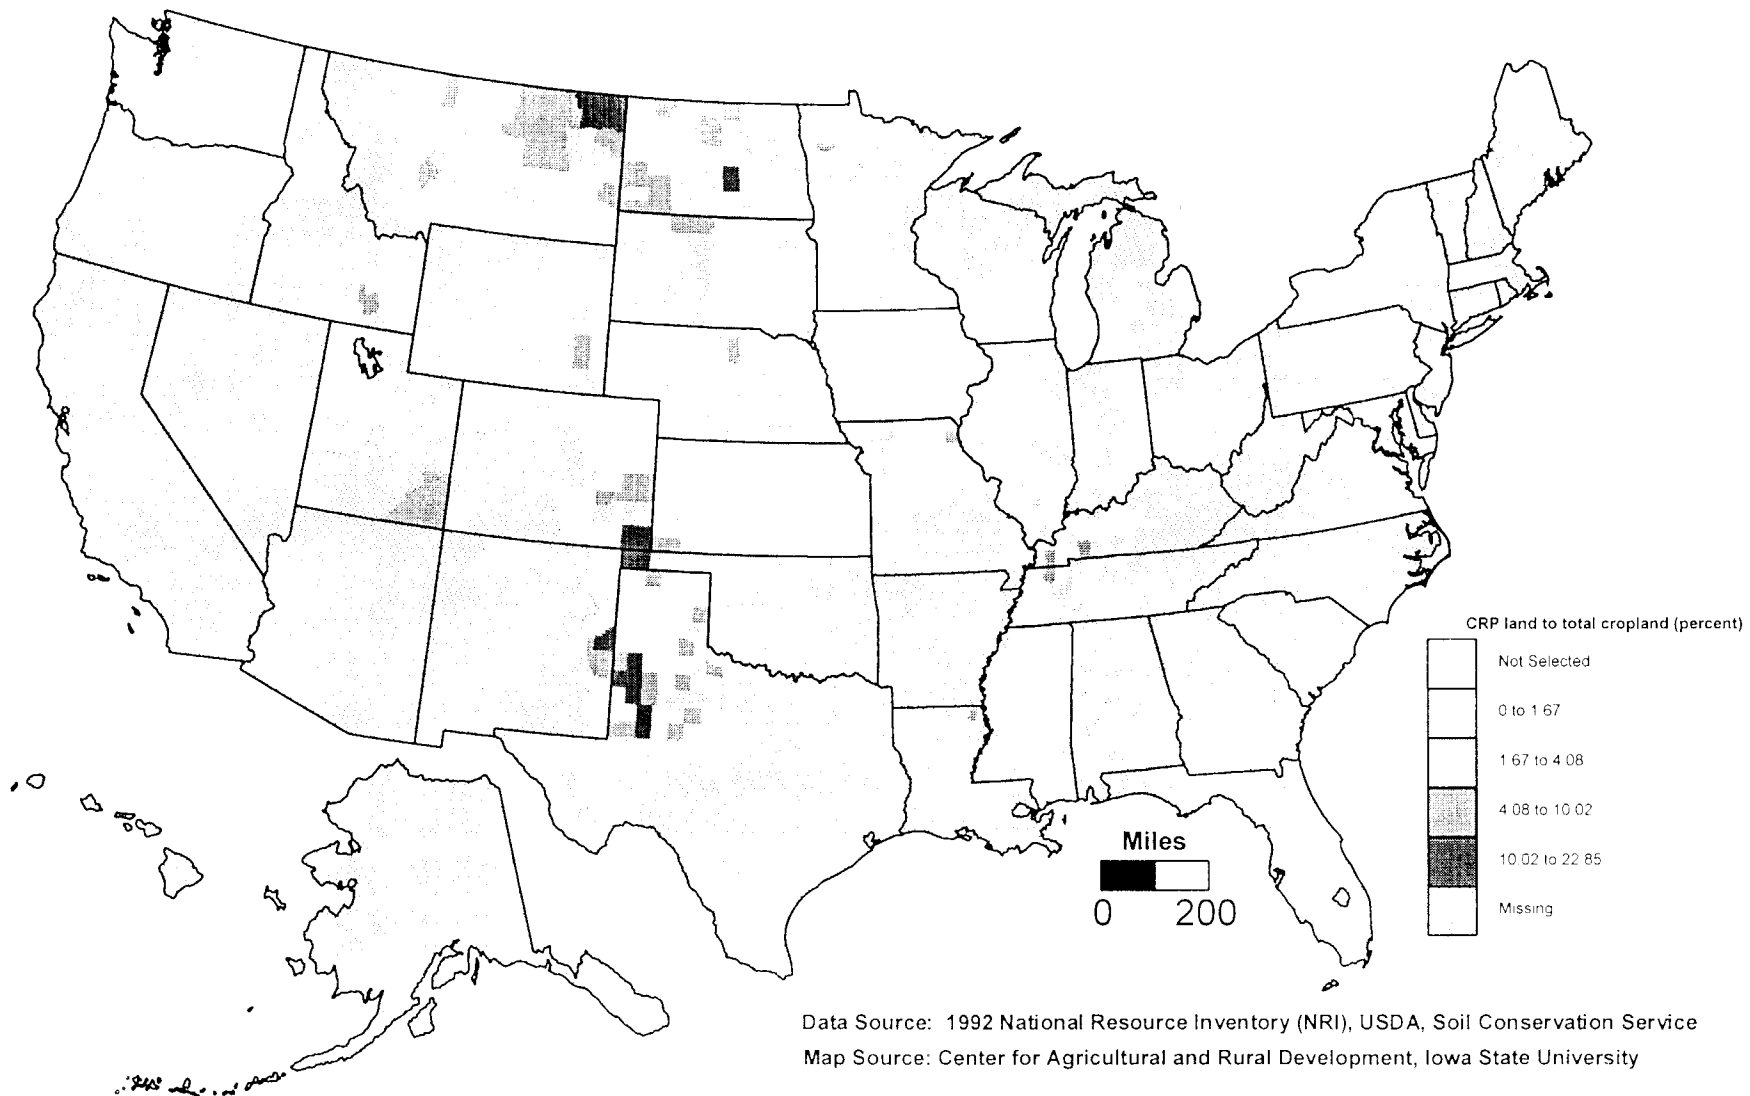 CRP land to total cropland (percent)
Not Selected
0 to 1 67
1 67 to 4 08
4 08 to 10 02
10 02 to 22 85
Missing
Miles
0 200
Data Source: 1992 National Resource Inventory (NRI), USDA, Soil Conservation Service
Map Source: Center for Agricultural and Rural Development, Iowa State University